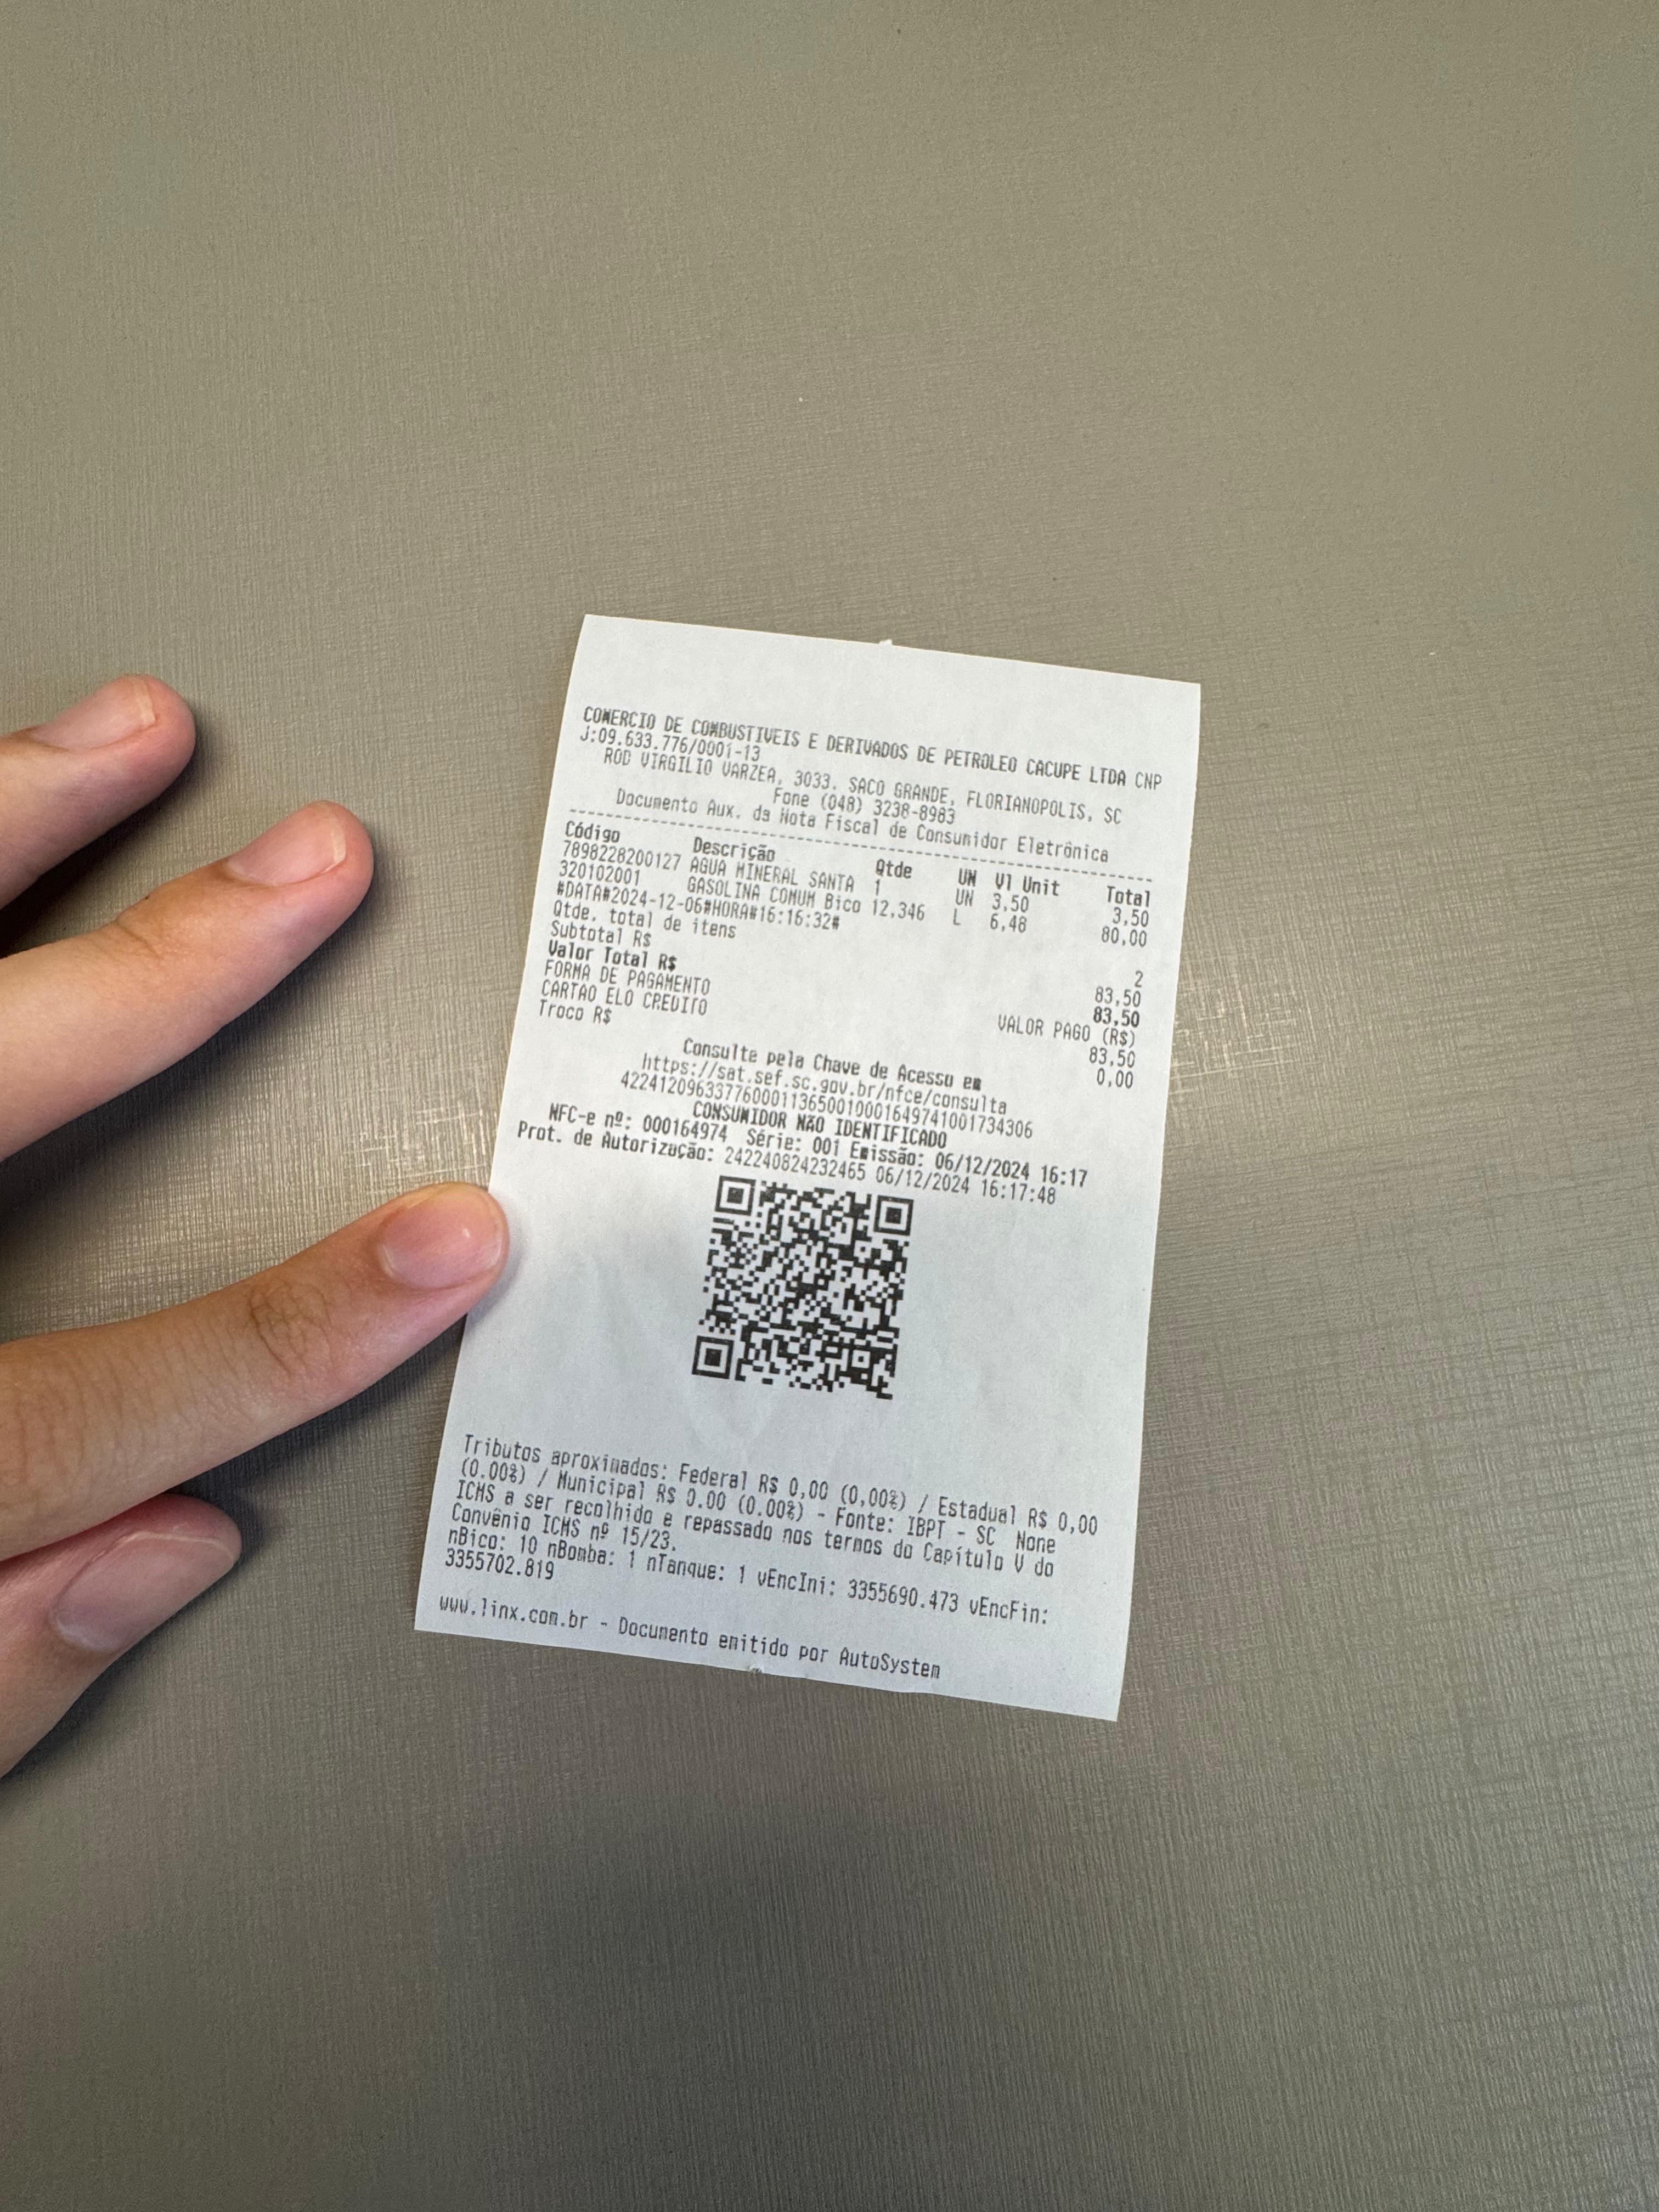 COMERCIO DE COMBUSTIVEIS E DERIVADOS DE PETROLEO CACUPE LTDA CNP
J:09.633.776/0001-13
ROD VIRGILIO VARZEA, 3033. SACO GRANDE, FLORIANOPOLIS, SC
Fone (048) 3238-8983
Documento Aux. da Nota Fiscal de Consumidor Eletrônica
Código Descrição Qtde UN Vl Unit Total
7898228200127 AGUA MINERAL SANTA 1 UN 3,50 3,50
320102001 GASOLINA COMUM Bico 12,346 L 6,48 80,00
#DATA#2024-12-06#HORA#16:16:32#
Qtde. total de itens 2
Subtotal R$ 83,50
Valor Total R$ 83,50
FORMA DE PAGAMENTO VALOR PAGO (R$)
CARTAO ELO CREDITO 83,50
Troco R$ 0,00
Consulte pela Chave de Acesso em
https://sat.sef.sc.gov.br/nfce/consulta
42241209633776000113650010001649741001734306
CONSUMIDOR NÃO IDENTIFICADO
NFC-e nº: 000164974 Série: 001 Emissão: 06/12/2024 16:17
Prot. de Autorização: 242240824232465 06/12/2024 16:17:48
Tributos aproximados: Federal R$ 0,00 (0,00%) / Estadual R$ 0,00
(0.00%) / Municipal R$ 0.00 (0.00%) - Fonte: IBPT - SC None
ICMS a ser recolhido e repassado nos termos do Capítulo V do
Convênio ICMS nº 15/23.
nBico: 10 nBomba: 1 nTanque: 1 vEncIni: 3355690.473 vEncFin:
3355702.819
www.linx.com.br - Documento emitido por AutoSystem